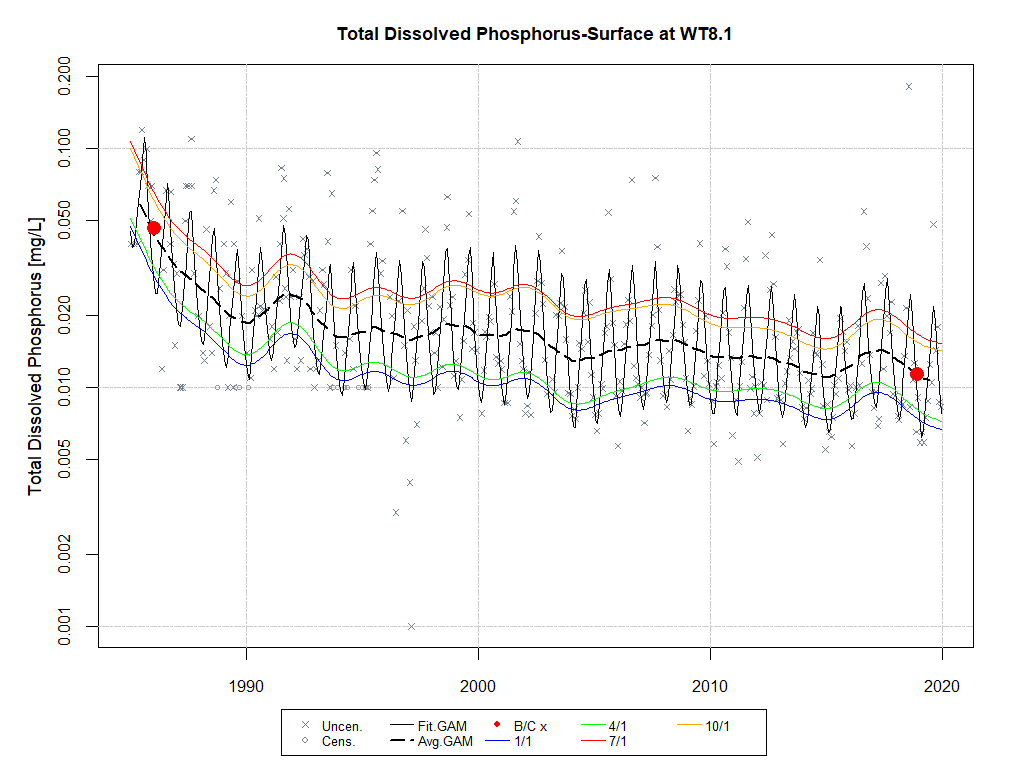 Total Dissolved Phosphorus-Surface at WT8.1
Total Dissolved Phosphorus [mg/L]
0.200
0.100
0.050
0.020
0.010
0.005
0.002
0.001
1990 2000 2010 2020
Uncen. Fit.GAM B/C x 4/1 10/1
Cens. Avg.GAM 1/1 7/1